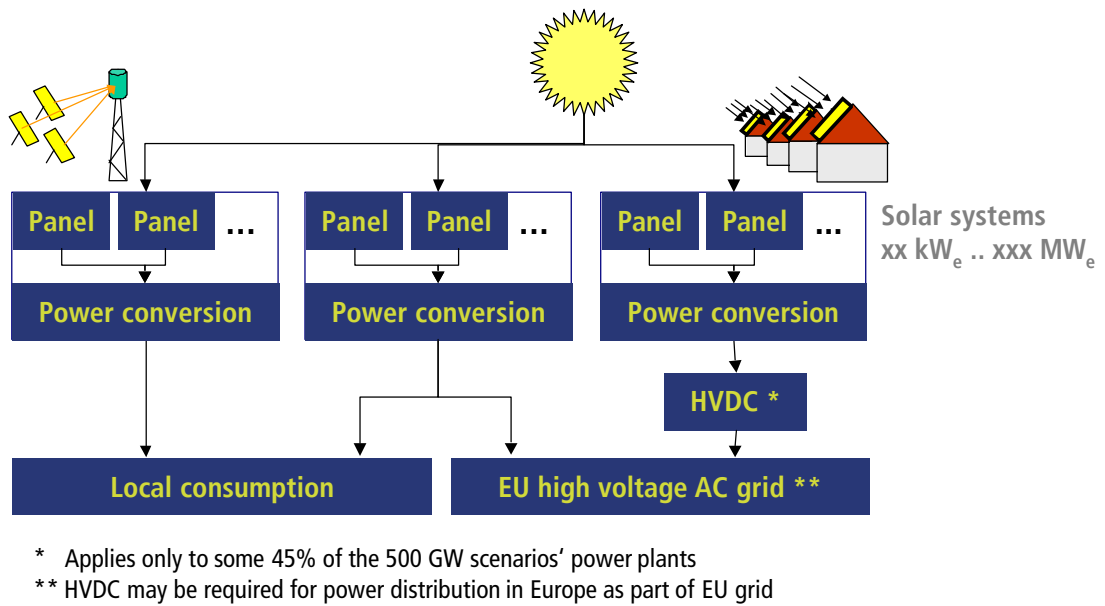 Panel Panel ... Panel Panel ... Panel Panel ...
Solar systems
xx kWe .. xxx MWe
Power conversion Power conversion Power conversion
HVDC *
Local consumption EU high voltage AC grid **
* Applies only to some 45% of the 500 GW scenarios‘ power plants
** HVDC may be required for power distribution in Europe as part of EU grid